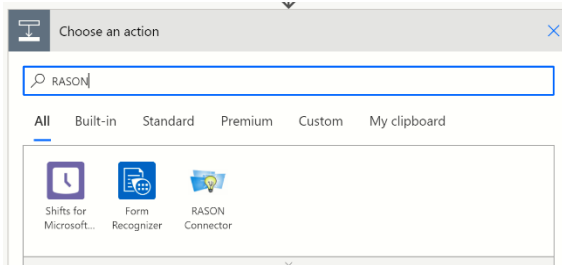 Choose an action
RASON
All Built-in Standard Premium Custom My clipboard
Shifts for Form RASON
Microsoft... Recognizer Connector